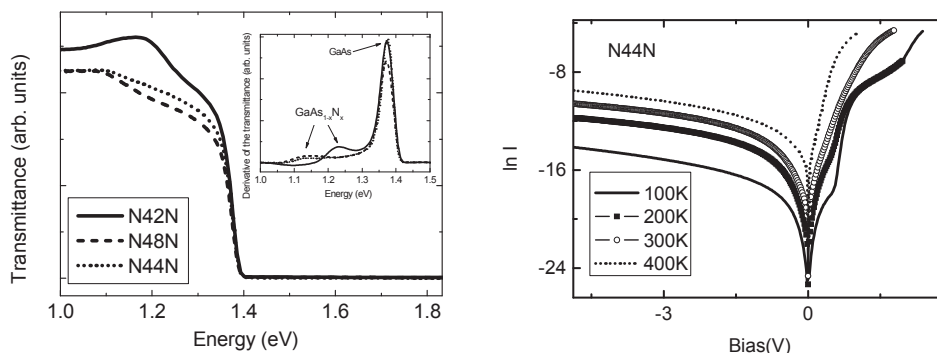 Transmittance (arb. units)
N42N
N48N
N44N
1.0 1.2 1.4 1.6 1.8
Energy (eV)
Derivative of the transmittance (arb. units)
GaAs
GaAs1-xNx
1.0 1.1 1.2 1.3 1.4 1.5
Energy (eV)
N44N
ln I
-8
-16
-24
100K
200K
300K
400K
-3 0
Bias(V)